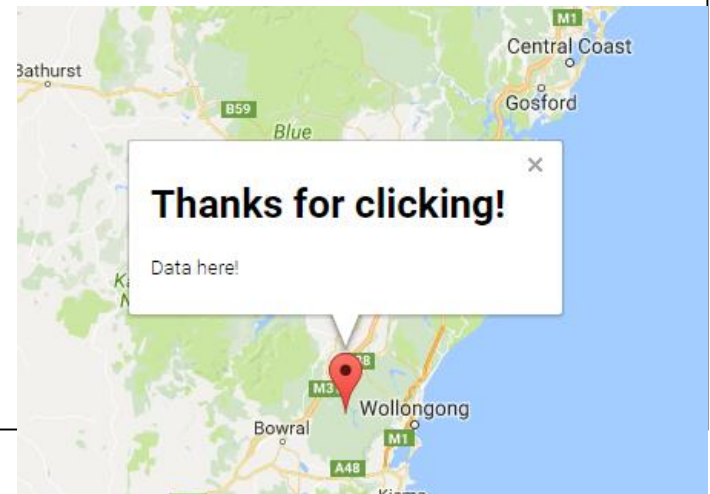 M1
Central Coast
Bathurst
Gosford
B59
Blue
Thanks for clicking!
Data here!
Wollongong
Bowral
M1
A48